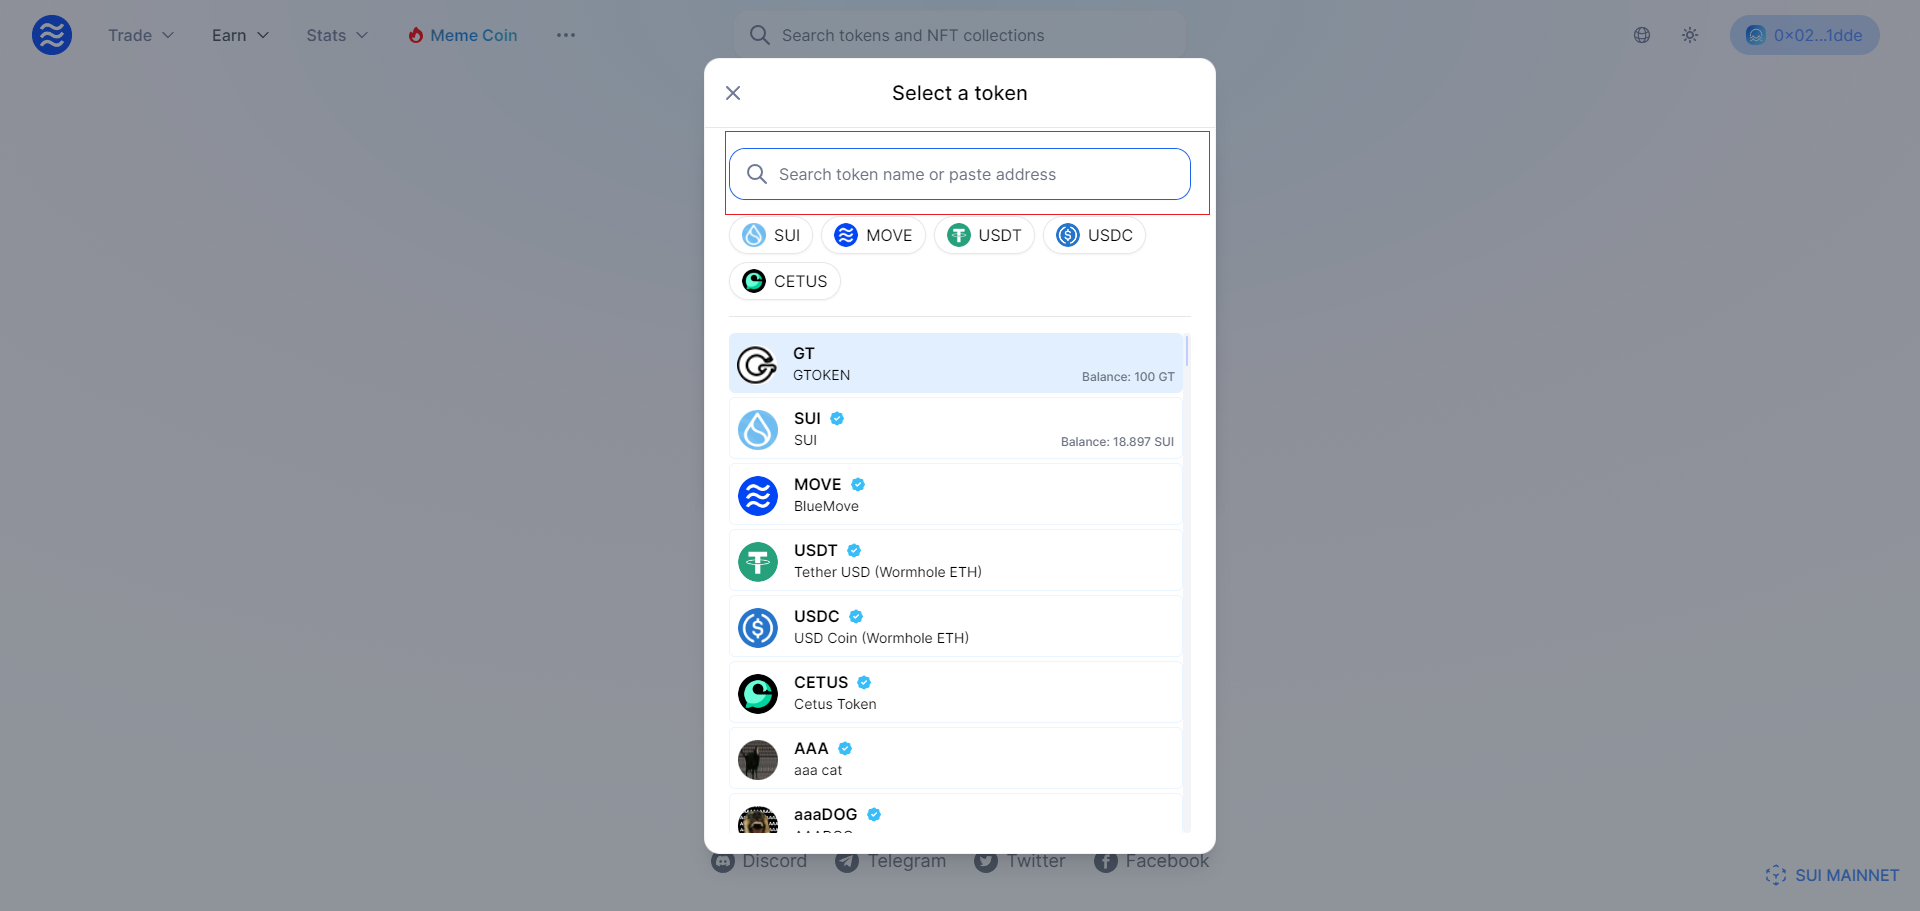 Trade
Earn
Stats
Meme Coin
Search tokens and NFT collections
0x02...1dde
Select a token
Search token name or paste address
SUI
MOVE
USDT
USDC
CETUS
GT
GTOKEN
Balance: 100 GT
SUI
SUI
Balance: 18.897 SUI
MOVE
BlueMove
USDT
Tether USD (Wormhole ETH)
USDC
USD Coin (Wormhole ETH)
CETUS
Cetus Token
AAA
aaa cat
aaaDOG
Discord
Telegram
Twitter
Facebook
SUI MAINNET